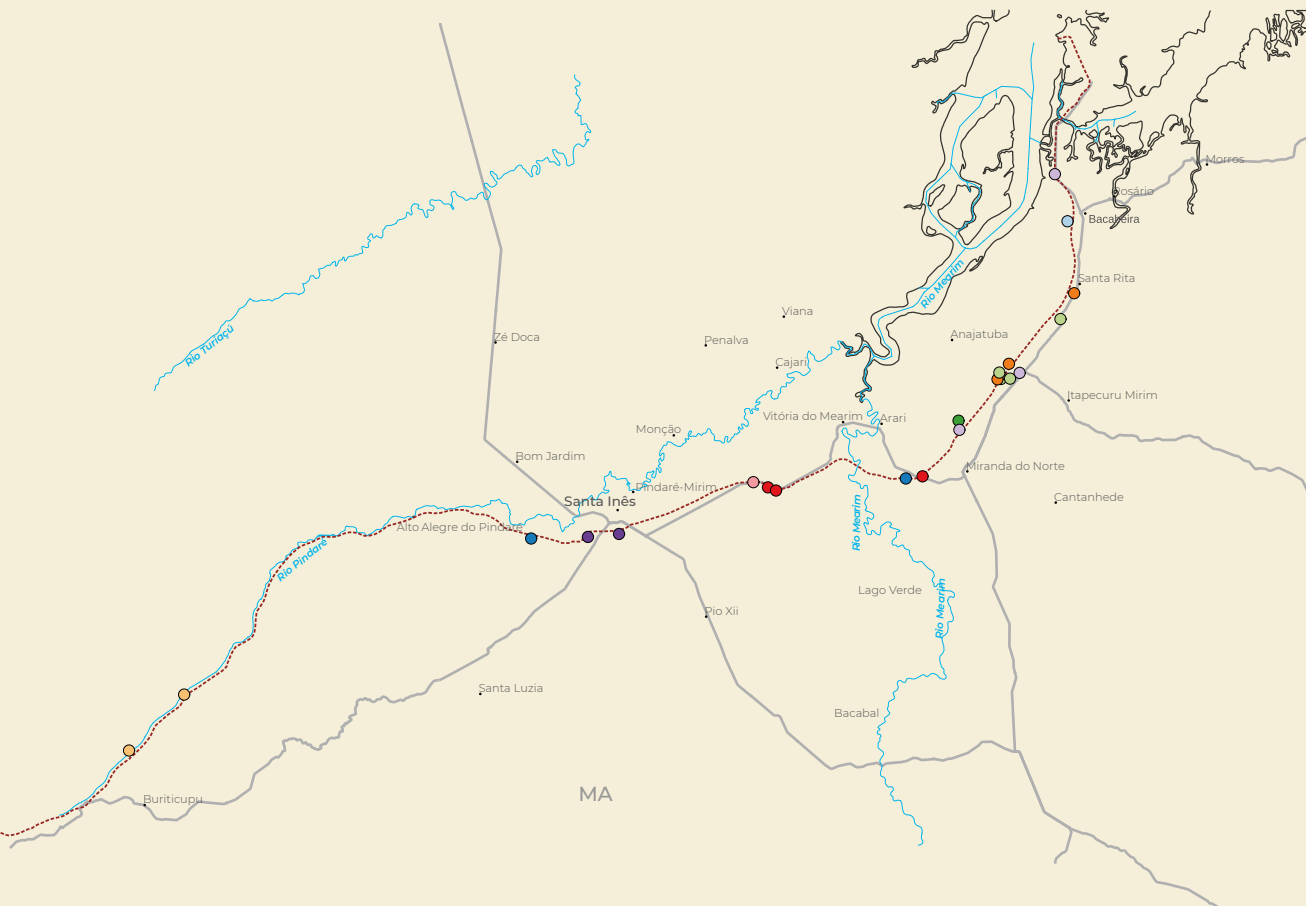 Morros
Rosário
Bacabeira
Rio Mearim
Santa Rita
Viana
Rio Turiaçú
Zé Doca
Penalva
Anajatuba
Cajari
Itapecuru Mirim
Vitória do Mearim
Arari
Monção
Bom Jardim
Miranda do Norte
Pindaré-Mirim
Santa Inês
Cantanhede
Alto Alegre do Pindaré
Rio Mearim
Rio Pindaré
Lago Verde
Rio Mearim
Pio Xii
Santa Luzia
Bacabal
MA
Buriticupu